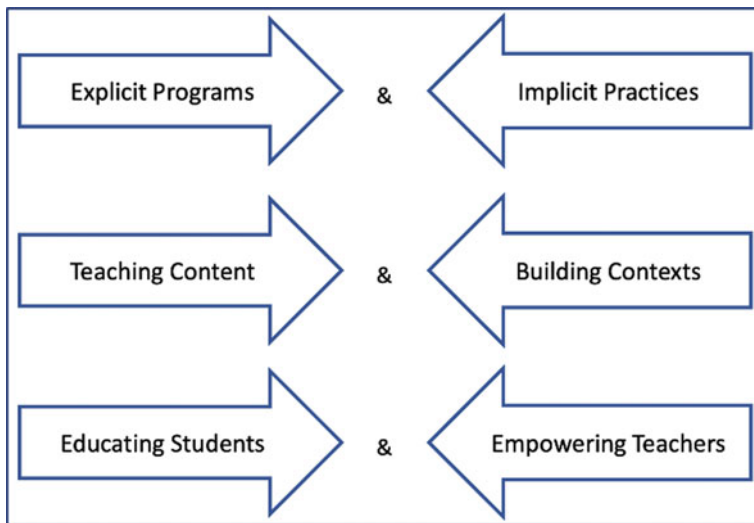 Explicit Programs & Implicit Practices
Teaching Content & Building Contexts
Educating Students & Empowering Teachers